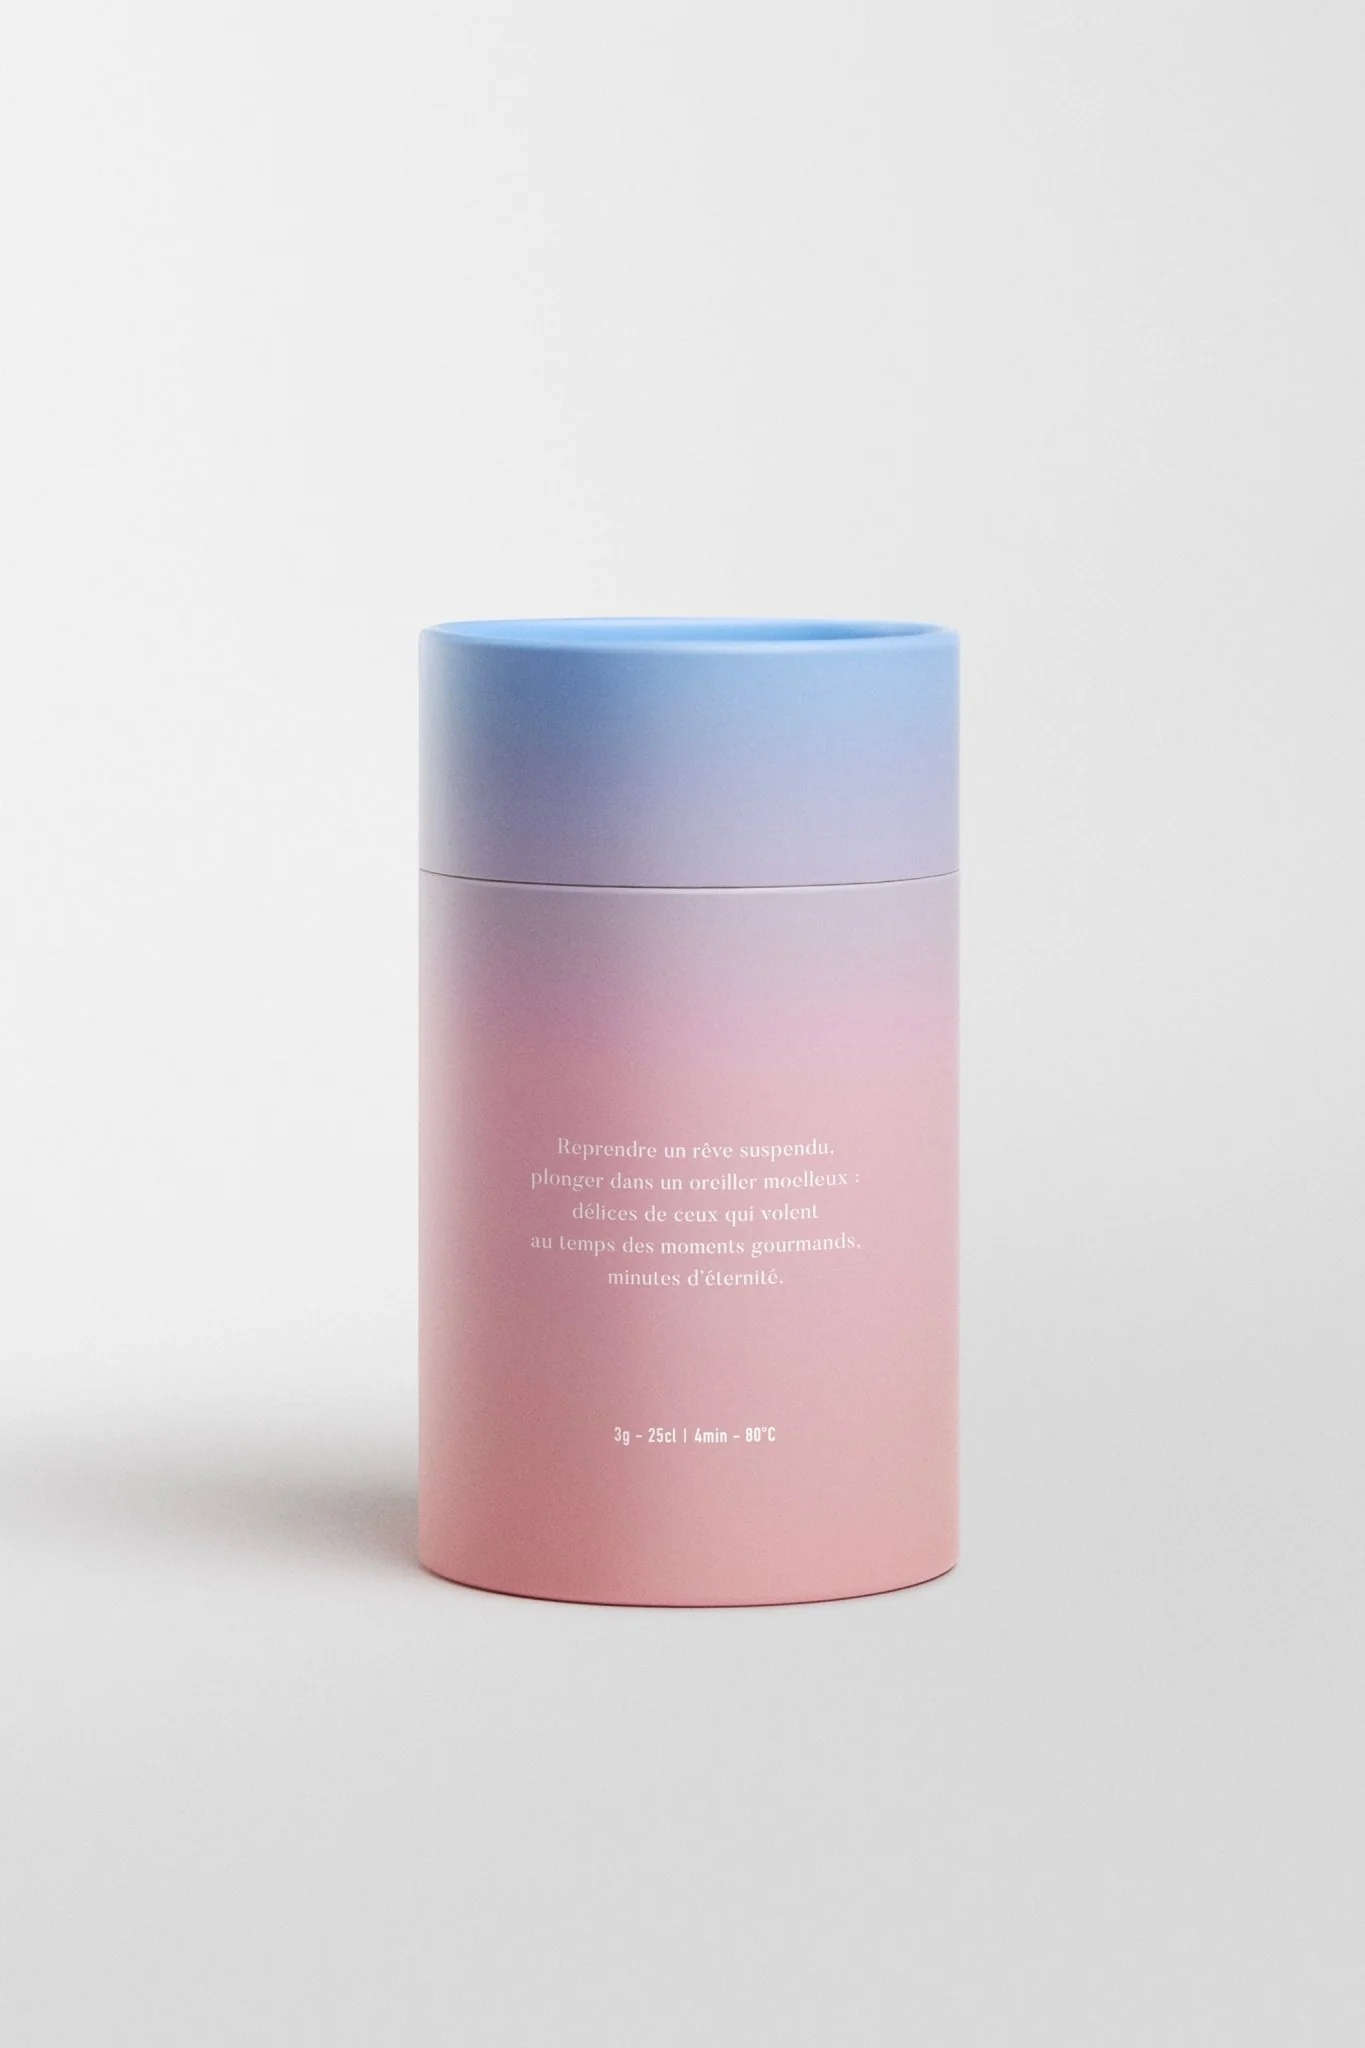 Reprendre un rêve suspendu,
plonger dans un oreiller moelleux :
délices de ceux qui volent
au temps des moments gourmands,
minutes d'éternité.
3g - 25cl | 4min - 80°C